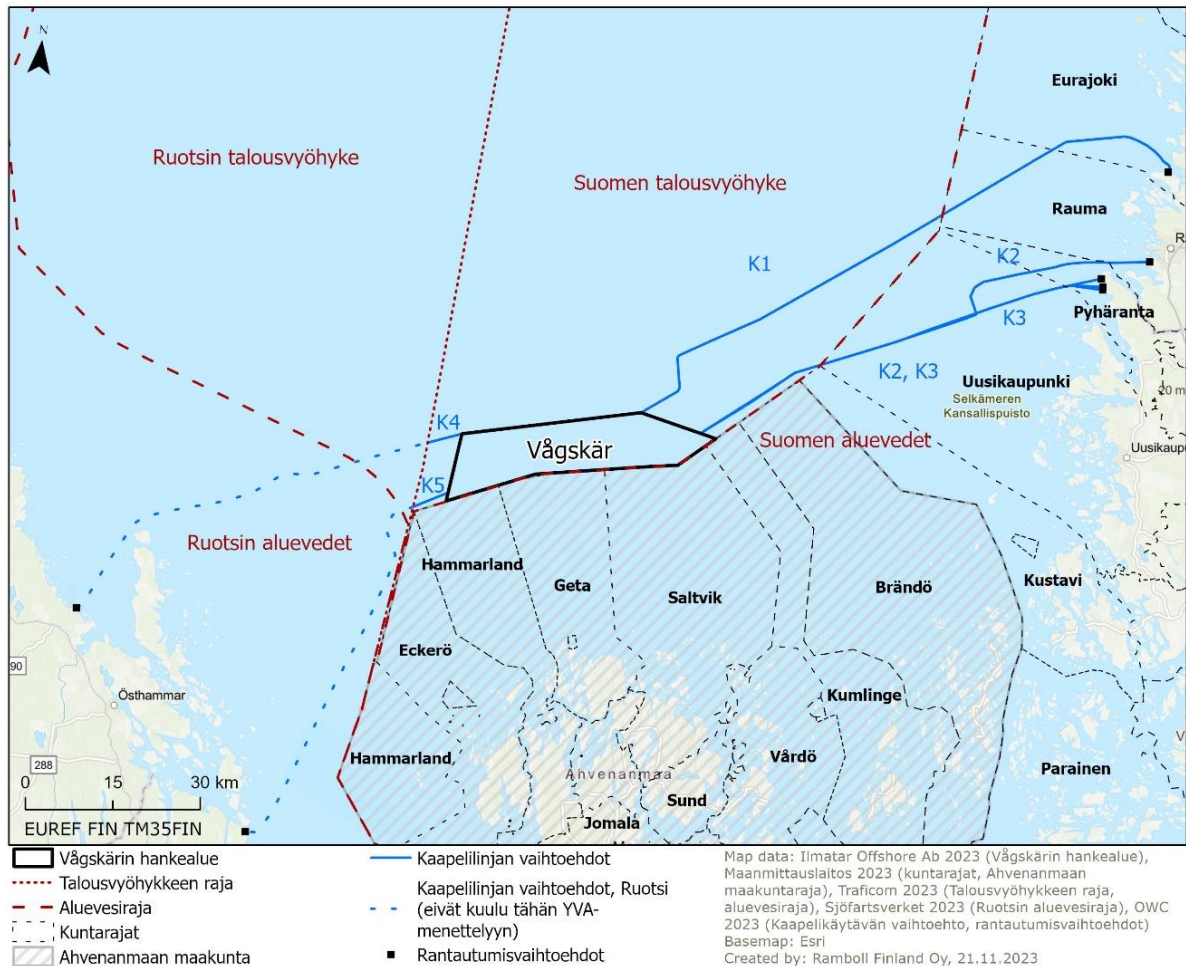 N
Eurajoki
Ruotsin talousvyöhyke
Suomen talousvyöhyke
Rauma
K1
K2
Pyhäranta
K3
K2, K3
Uusikaupunki
Selkämeren
Kansallispuisto
20 m
K4
Vågskär
Suomen aluevedet
Uusikaupu
K5
Ruotsin aluevedet
Hammarland
Geta
Saltvik
Brändö
Kustavi
Eckerö
90
Östhammar
Kumlinge
288
Hammarland
Vårdö
Parainen
Ahvenanmaa
Sund
Jomala
0 15 30 km
EUREF FIN TM35FIN
Vågskärin hankealue
Talousvyöhykkeen raja
Aluevesiraja
Kuntarajat
Ahvenanmaan maakunta
Kaapelilinjan vaihtoehdot
Kaapelilinjan vaihtoehdot, Ruotsi
(eivät kuulu tähän YVA-
menettelyyn)
Rantautumisvaihtoehdot
Map data: Ilmatar Offshore Ab 2023 (Vågskärin hankealue),
Maanmittauslaitos 2023 (kuntarajat, Ahvenanmaan
maakuntaraja), Traficom 2023 (Talousvyöhykkeen raja,
aluevesiraja), Sjöfartsverket 2023 (Ruotsin aluevesiraja), OWC
2023 (Kaapelikäytävän vaihtoehto, rantautumisvaihtoehdot)
Basemap: Esri
Created by: Ramboll Finland Oy, 21.11.2023